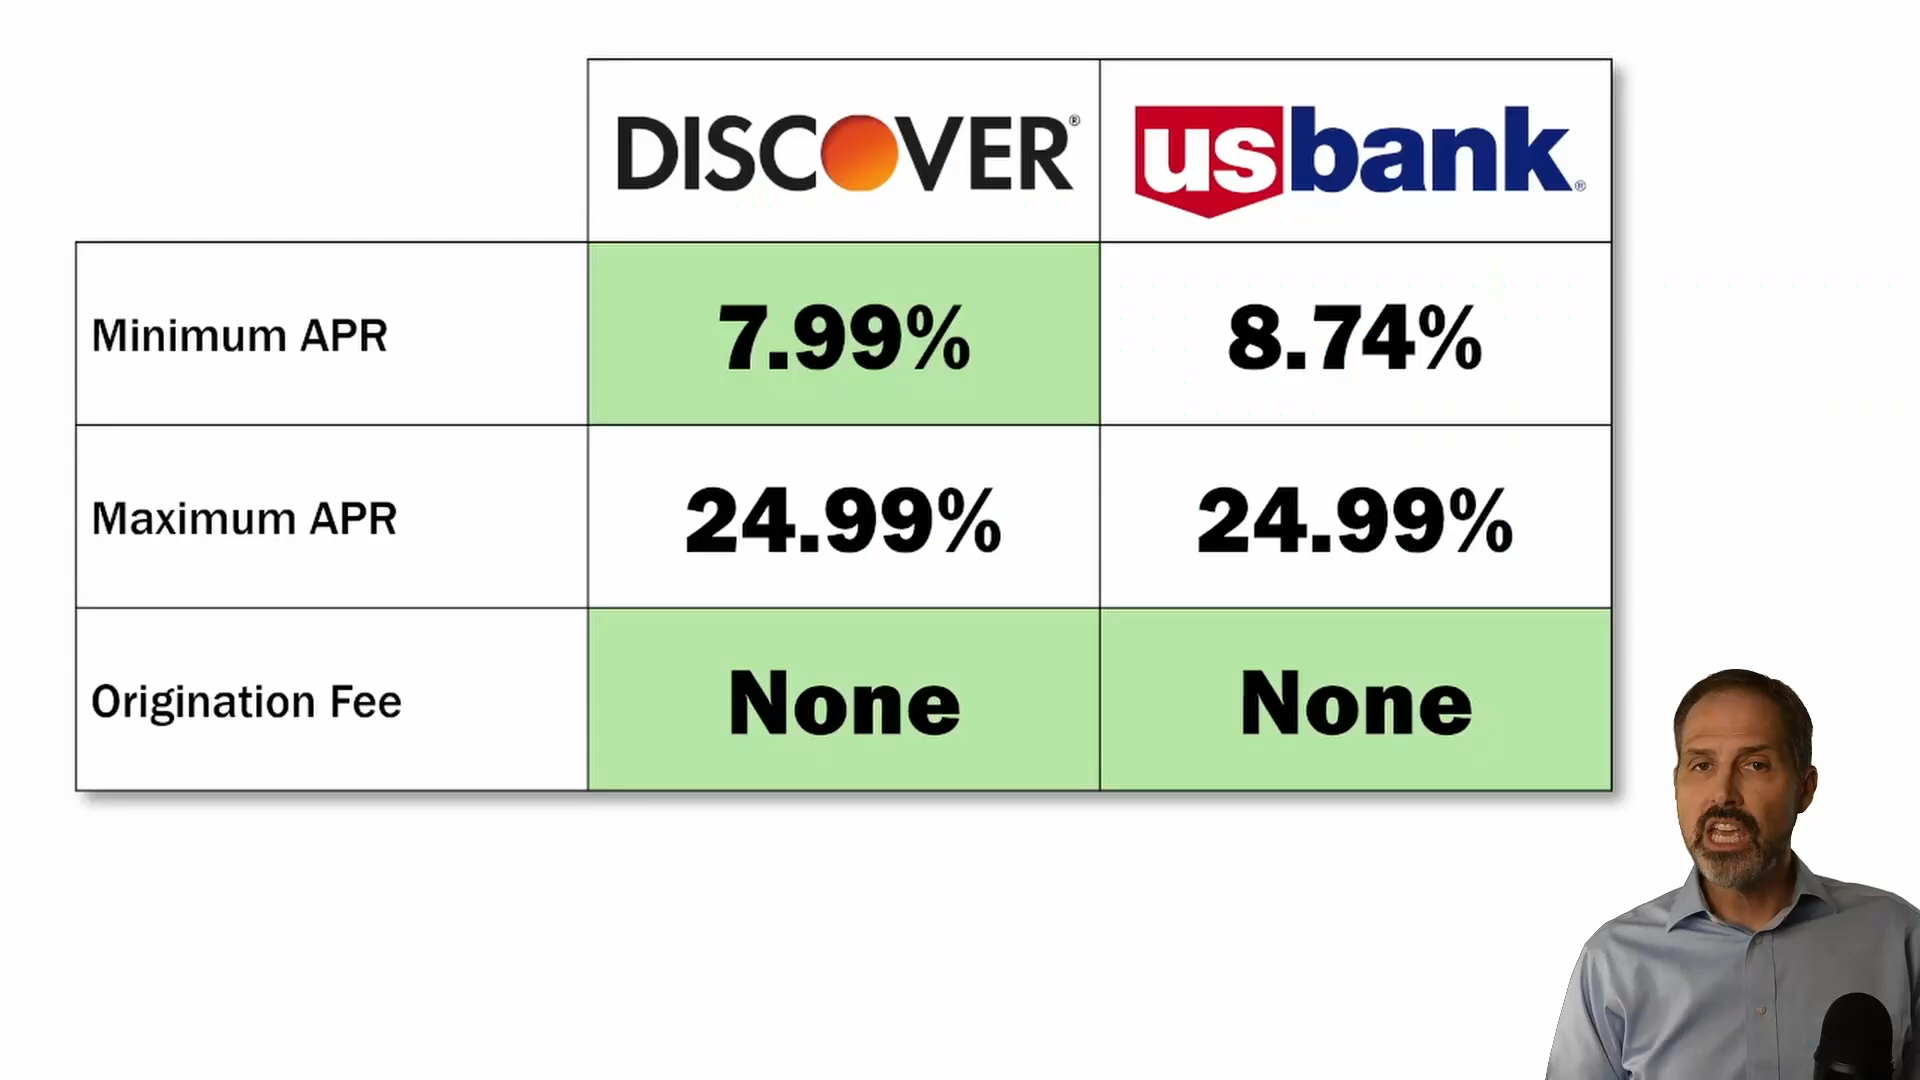 DISCOVER®
usbank®
Minimum APR
7.99%
8.74%
Maximum APR
24.99%
24.99%
Origination Fee
None
None